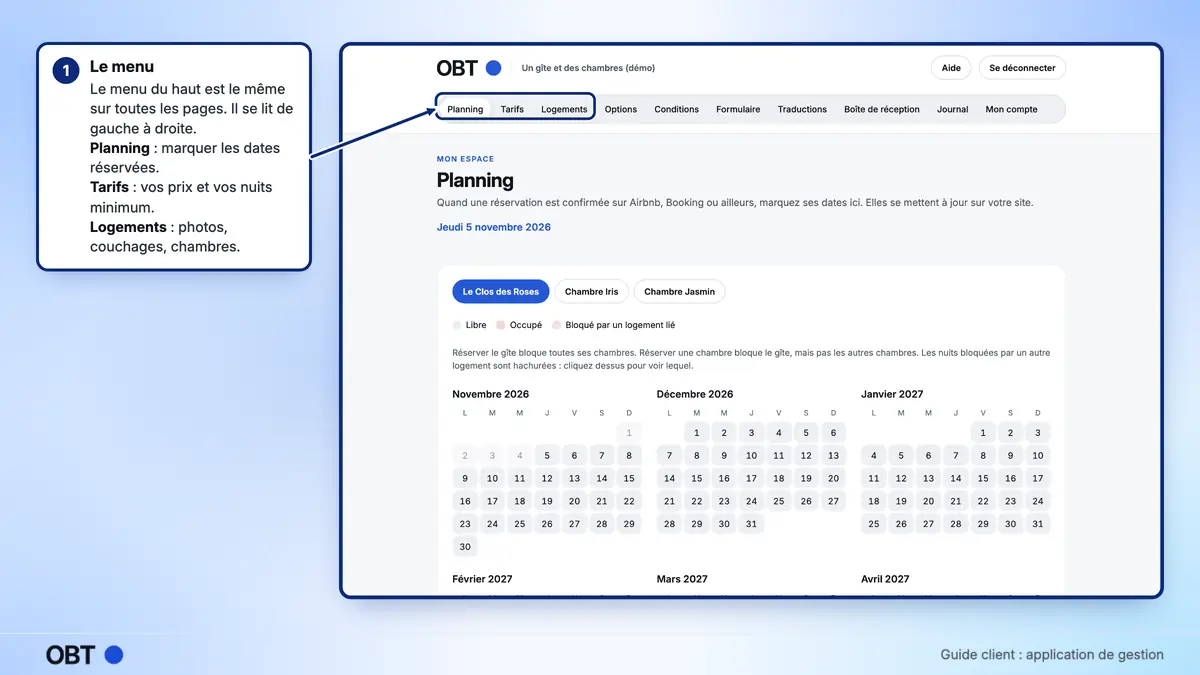 1
Le menu
Le menu du haut est le même
sur toutes les pages. Il se lit de
gauche à droite.
Planning : marquer les dates
réservées.
Tarifs : vos prix et vos nuits
minimum.
Logements : photos,
couchages, chambres.
OBT
Un gîte et des chambres (démo)
Aide
Se déconnecter
Planning Tarifs Logements Options Conditions Formulaire Traductions Boîte de réception Journal Mon compte
MON ESPACE
Planning
Quand une réservation est confirmée sur Airbnb, Booking ou ailleurs, marquez ses dates ici. Elles se mettent à jour sur votre site.
Jeudi 5 novembre 2026
Le Clos des Roses Chambre Iris Chambre Jasmin
Libre Occupé Bloqué par un logement lié
Réserver le gîte bloque toutes ses chambres. Réserver une chambre bloque le gîte, mais pas les autres chambres. Les nuits bloquées par un autre
logement sont hachurées : cliquez dessus pour voir lequel.
Novembre 2026
L M M J V S D
1
2 3 4 5 6 7 8
9 10 11 12 13 14 15
16 17 18 19 20 21 22
23 24 25 26 27 28 29
30
Décembre 2026
L M M J V S D
1 2 3 4 5 6
7 8 9 10 11 12 13
14 15 16 17 18 19 20
21 22 23 24 25 26 27
28 29 30 31
Janvier 2027
L M M J V S D
1 2 3
4 5 6 7 8 9 10
11 12 13 14 15 16 17
18 19 20 21 22 23 24
25 26 27 28 29 30 31
Février 2027
Mars 2027
Avril 2027
OBT
Guide client : application de gestion